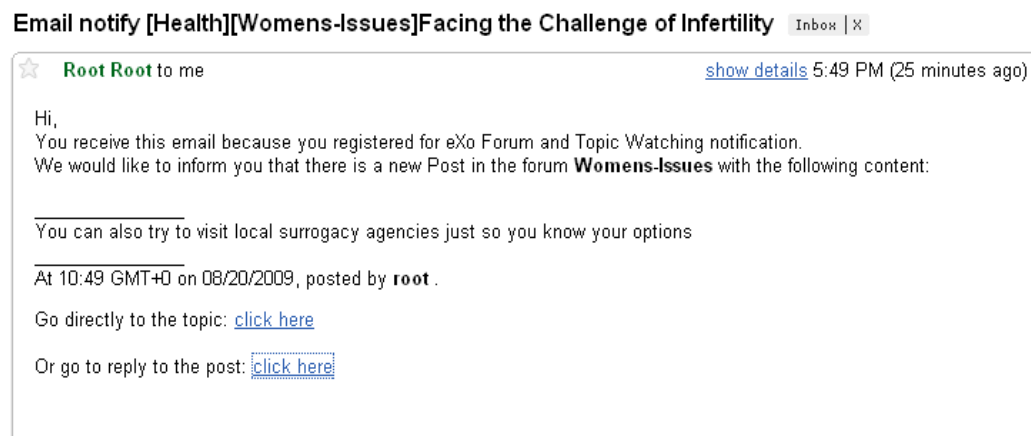 Email notify [Health][Womens-Issues]Facing the Challenge of Infertility Inbox | X
Root Root to me show details 5:49 PM (25 minutes ago)
Hi,
You receive this email because you registered for eXo Forum and Topic Watching notification.
We would like to inform you that there is a new Post in the forum Womens-Issues with the following content:
You can also try to visit local surrogacy agencies just so you know your options
At 10:49 GMT+0 on 08/20/2009, posted by root .
Go directly to the topic: click here
Or go to reply to the post: click here